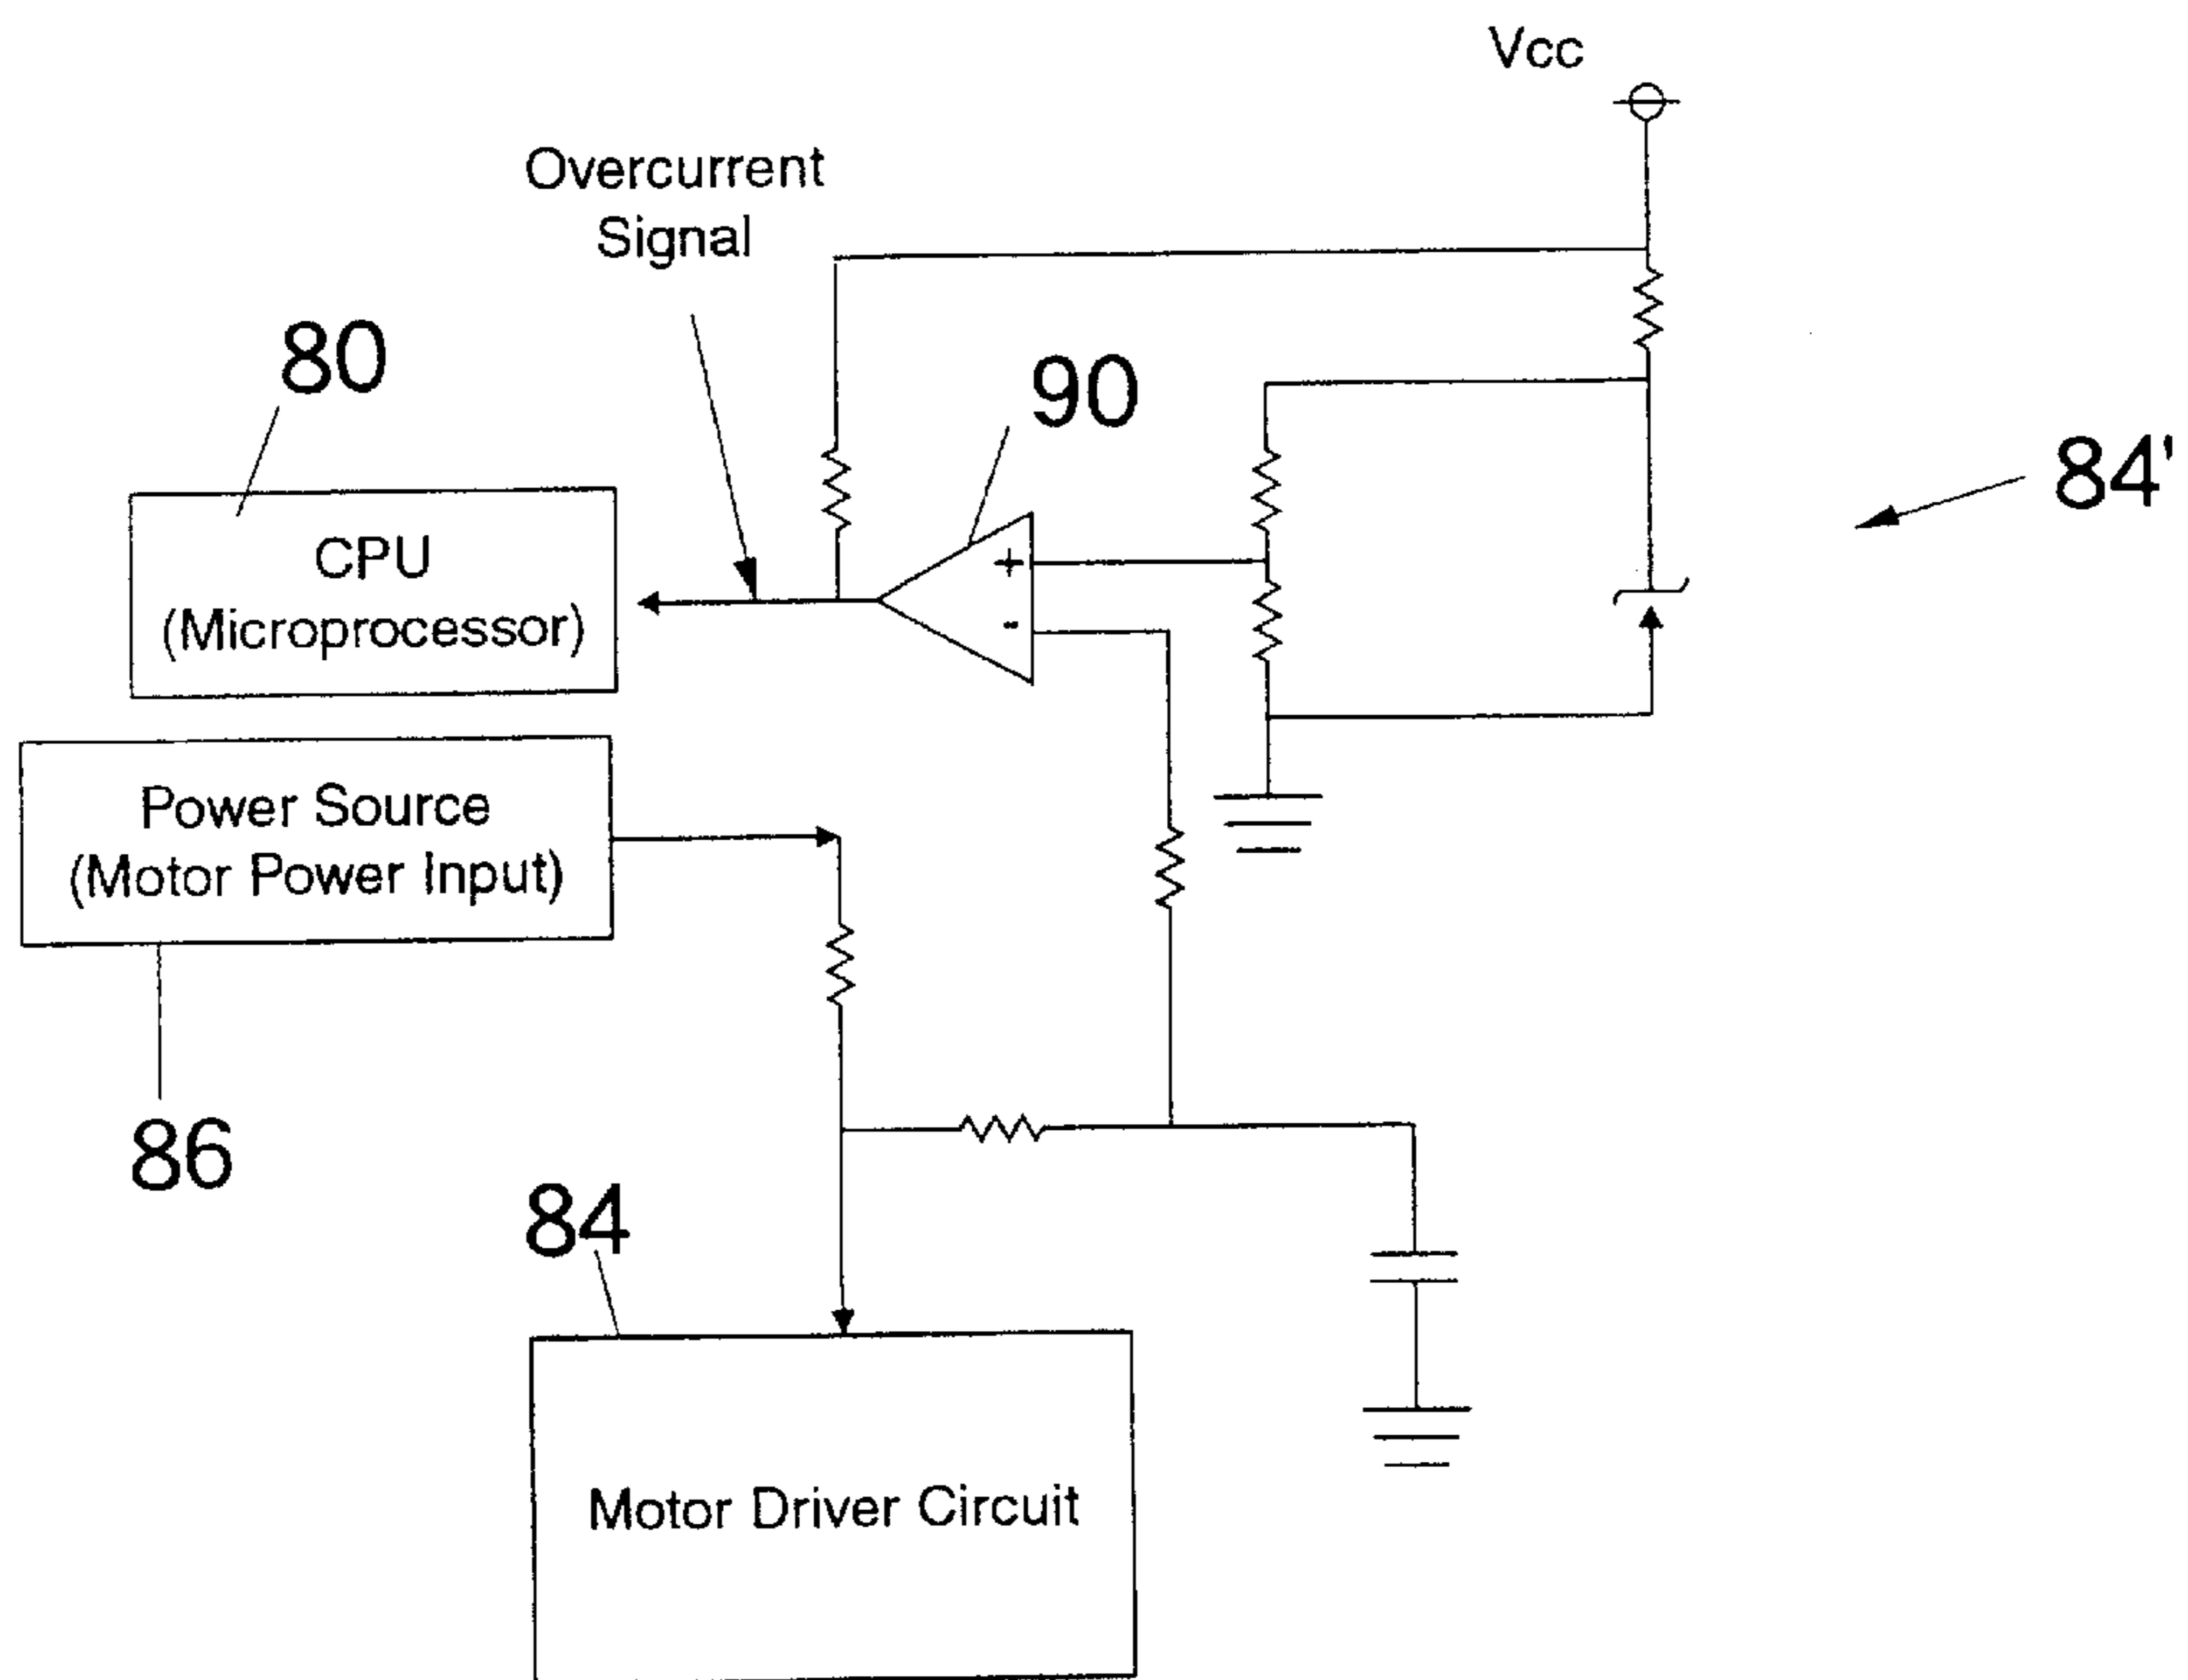 Vcc
Overcurrent
Signal
80
90
84'
CPU
(Microprocessor)
+
-
Power Source
(Motor Power Input)
86
84
Motor Driver Circuit